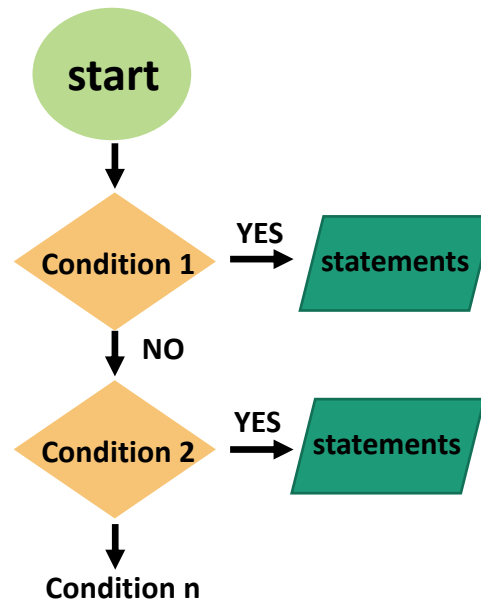 start
YES
Condition 1
statements
NO
YES
Condition 2
statements
Condition n